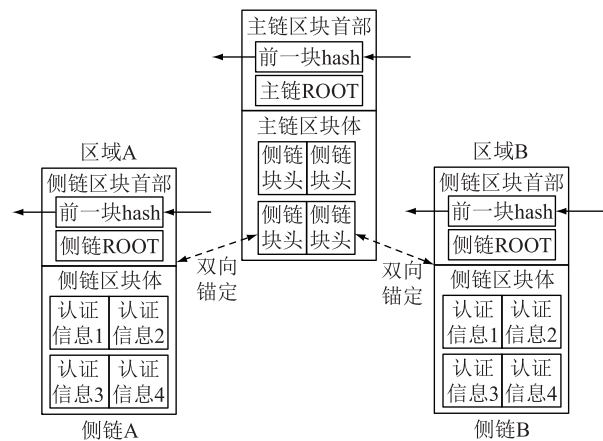 主链区块首部
前一块hash
主链ROOT
主链区块体
侧链 侧链
块头 块头
侧链 侧链
块头 块头
区域A
侧链区块首部
前一块hash
侧链ROOT
侧链区块体
认证 认证
信息1 信息2
认证 认证
信息3 信息4
侧链A
双向
锚定
双向
锚定
区域B
侧链区块首部
前一块hash
侧链ROOT
侧链区块体
认证 认证
信息1 信息2
认证 认证
信息3 信息4
侧链B